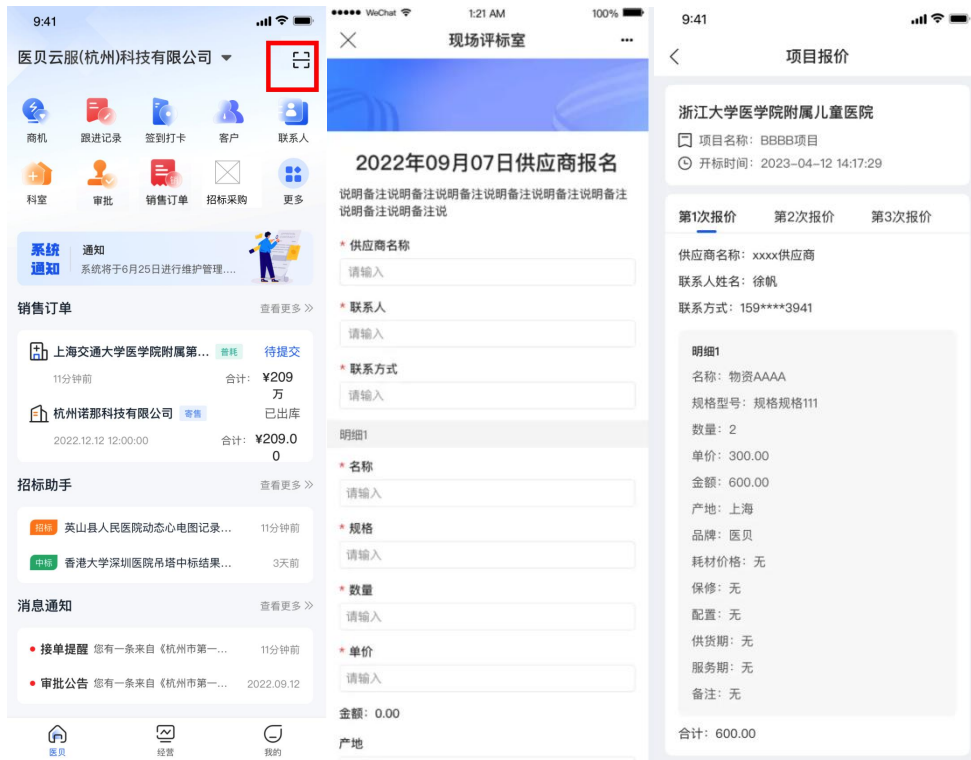 9:41
医贝云服(杭州)科技有限公司
商机
跟进记录
签到打卡
客户
联系人
科室
审批
销售订单
招标采购
更多
系统通知
通知
系统将于6月25日进行维护管理....
销售订单
查看更多
上海交通大学医学院附属第...
普耗
待提交
11分钟前
合计:
¥209万
杭州诺那科技有限公司
寄售
已出库
2022.12.12 12:00:00
合计:
¥209.00
招标助手
查看更多
招标
英山县人民医院动态心电图记录...
11分钟前
中标
香港大学深圳医院吊塔中标结果...
3天前
消息通知
查看更多
接单提醒 您有一条来自《杭州市第一...
11分钟前
审批公告 您有一条来自《杭州市第一...
2022.09.12
医贝
经营
我的
WeChat
1:21 AM
100%
现场评标室
2022年09月07日供应商报名
说明备注说明备注说明备注说明备注说明备注说明备注
说明备注说明备注说
* 供应商名称
请输入
* 联系人
请输入
* 联系方式
请输入
明细1
* 名称
请输入
* 规格
请输入
* 数量
请输入
* 单价
请输入
金额: 0.00
产地
9:41
项目报价
浙江大学医学院附属儿童医院
项目名称: BBBB项目
开标时间: 2023-04-12 14:17:29
第1次报价
第2次报价
第3次报价
供应商名称: xxxx供应商
联系人姓名: 徐帆
联系方式: 159****3941
明细1
名称: 物资AAAA
规格型号: 规格规格111
数量: 2
单价: 300.00
金额: 600.00
产地: 上海
品牌: 医贝
耗材价格: 无
保修: 无
配置: 无
供货期: 无
服务期: 无
备注: 无
合计: 600.00